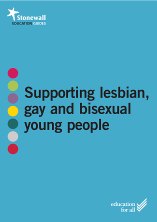 Stonewall
EDUCATION GUIDES
Supporting lesbian,
gay and bisexual
young people
education
for all